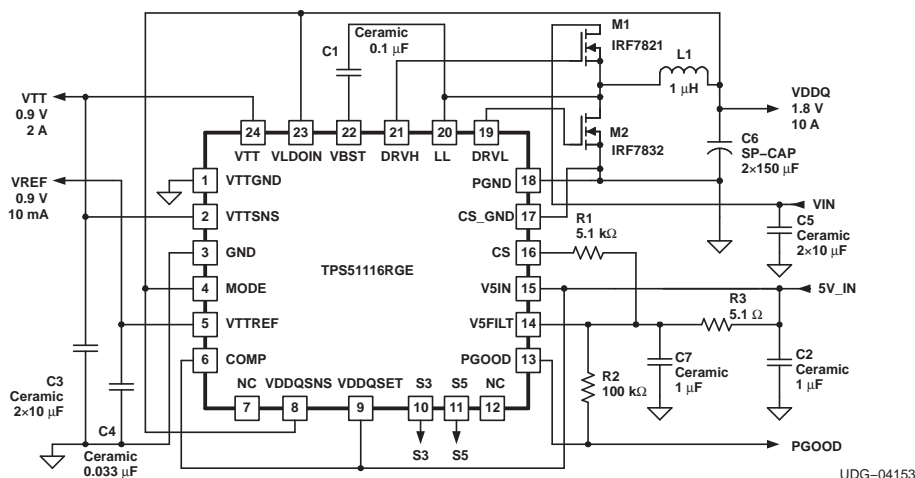 Ceramic
0.1 μF
C1
M1
IRF7821
L1
1 μH
VTT
0.9 V
2 A
VDDQ
1.8 V
10 A
24
23
22
21
20
19
M2
IRF7832
C6
SP–CAP
2×150 μF
VTT
VLDOIN
VBST
DRVH
LL
DRVL
VREF
0.9 V
10 mA
1
VTTGND
PGND
18
2
VTTSNS
CS_GND
17
VIN
R1
5.1 kΩ
C5
Ceramic
2×10 μF
3
GND
CS
16
TPS51116RGE
4
MODE
V5IN
15
5V_IN
R3
5.1 Ω
5
VTTREF
V5FILT
14
6
COMP
PGOOD
13
C3
Ceramic
2×10 μF
C7
Ceramic
1 μF
C2
Ceramic
1 μF
R2
100 kΩ
NC
VDDQSNS
VDDQSET
S3
S5
NC
7
8
9
10
11
12
C4
Ceramic
0.033 μF
S3
S5
PGOOD
UDG–04153